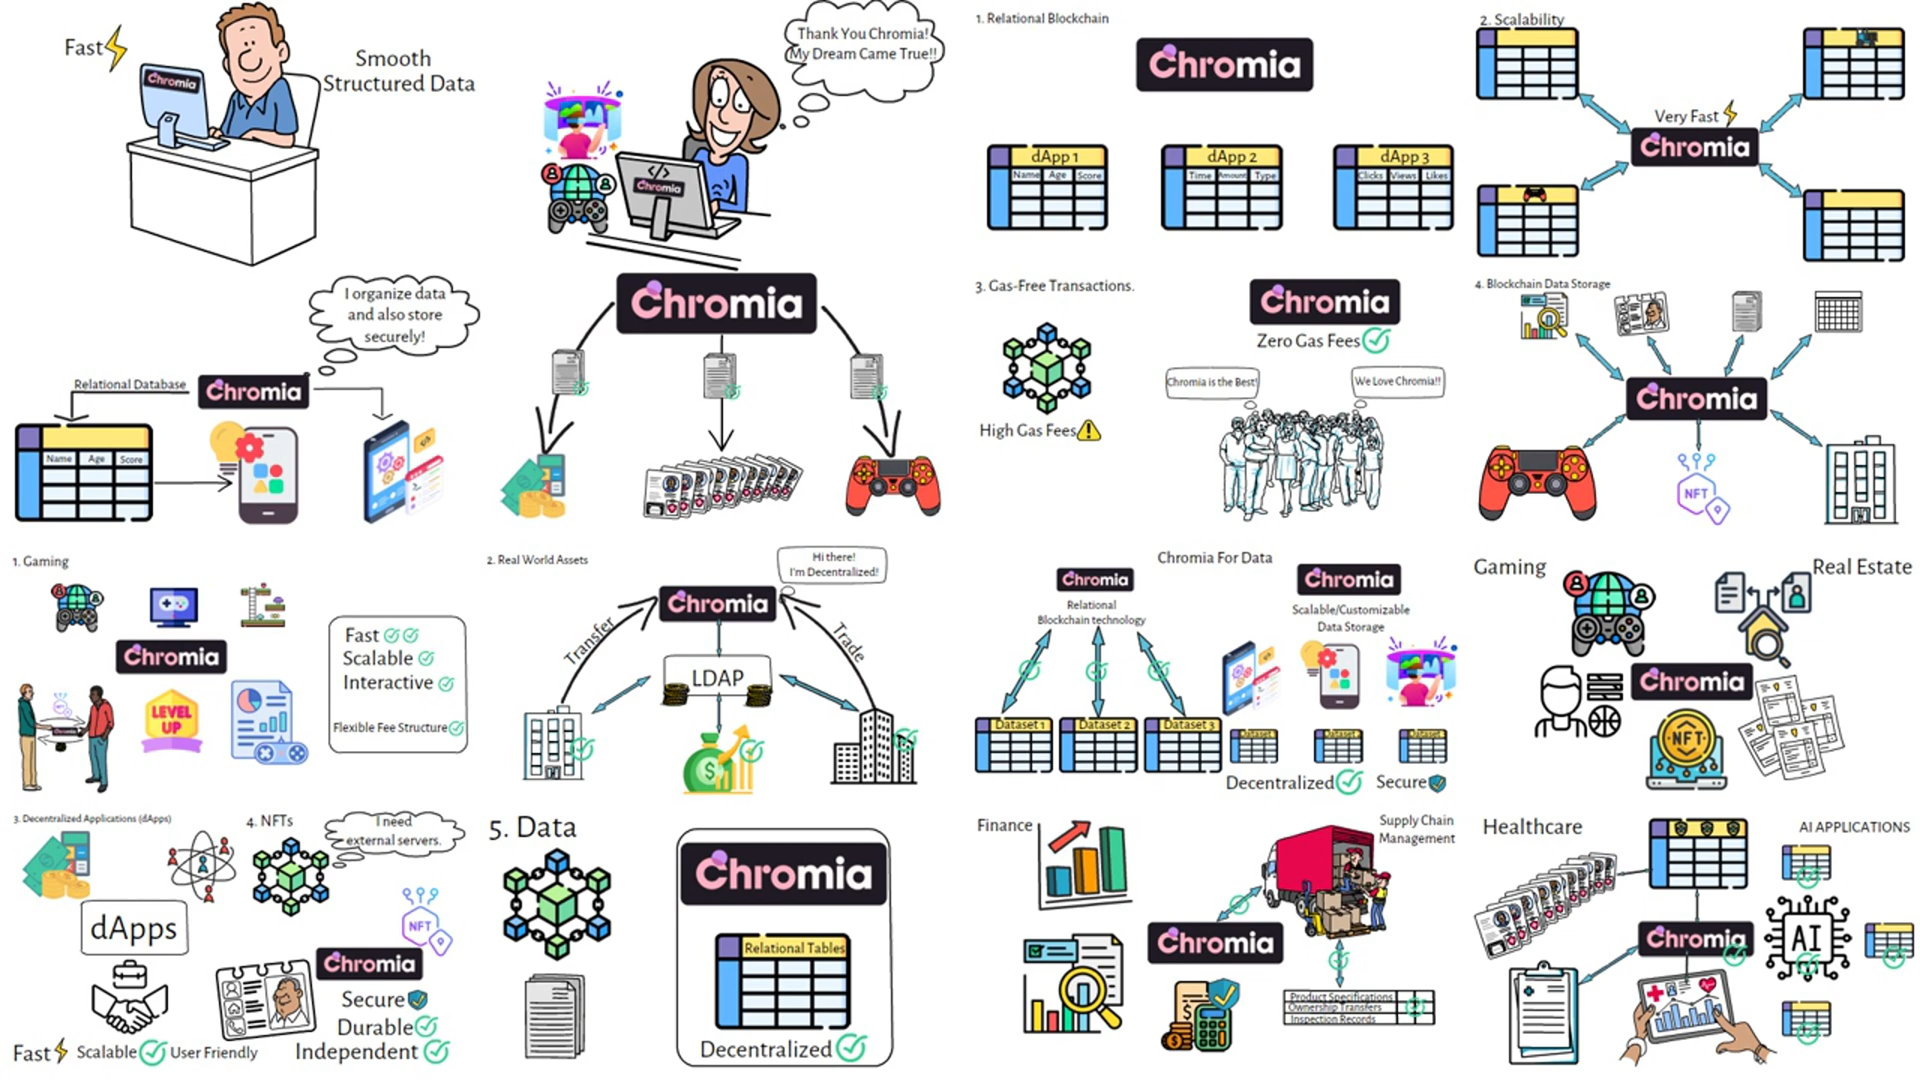 Fast
Smooth
Structured Data
Chromia
Thank You Chromia!
My Dream Came True!!
</>
Chromia
1. Relational Blockchain
Chromia
dApp 1
Name Age Score
dApp 2
Time Amount Type
dApp 3
Clicks Views Likes
2. Scalability
Very Fast
Chromia
I organize data
and also store
securely!
Relational Database
Chromia
Name Age Score
Chromia
3. Gas-Free Transactions.
Chromia
Zero Gas Fees
High Gas Fees
Chromia is the Best!
We Love Chromia!!
4. Blockchain Data Storage
Chromia
NFT
1. Gaming
Chromia
Fast
Scalable
Interactive
Flexible Fee Structure
Chromia
LEVEL
UP
2. Real World Assets
Hi there!
I'm Decentralized!
Chromia
Transfer
Trade
LDAP
$
Chromia For Data
Chromia
Relational
Blockchain technology
Dataset 1
Dataset 2
Dataset 3
Chromia
Scalable/Customizable
Data Storage
Dataset
Dataset
Dataset
Decentralized
Secure
Gaming
Real Estate
Chromia
NFT
3. Decentralized Applications (dApps)
dApps
Fast
Scalable
User Friendly
4. NFTs
I need
external servers.
NFT
Chromia
Secure
Durable
Independent
5. Data
Chromia
Relational Tables
Decentralized
Finance
Supply Chain
Management
Chromia
$
Product Specifications
Ownership Transfers
Inspection Records
Healthcare
AI APPLICATIONS
Chromia
AI